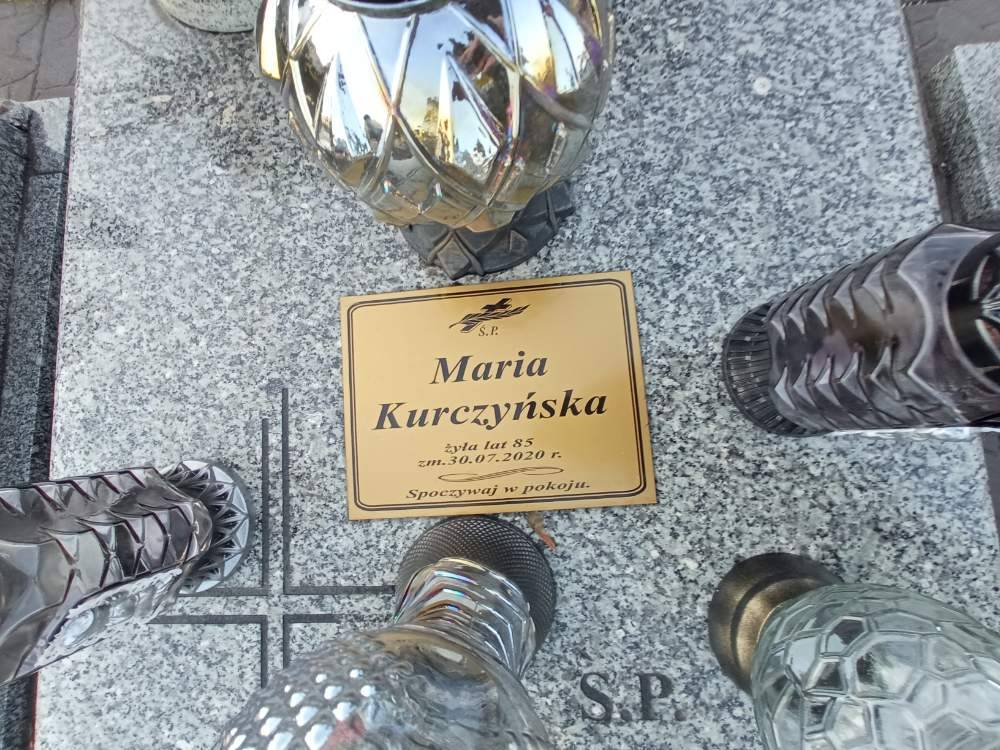 Ś.P.
Maria
Kurczyńska
żyła lat 85
zm.30.07.2020 r.
Spoczywaj w pokoju.
Ś.P.